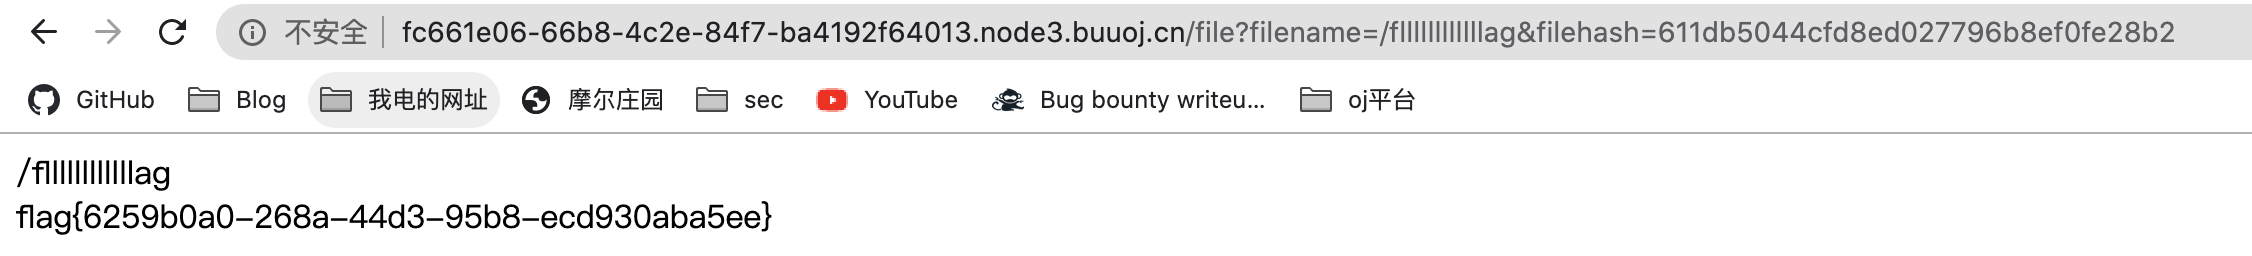 不安全 fc661e06-66b8-4c2e-84f7-ba4192f64013.node3.buuoj.cn/file?filename=/fllllllllllllag&filehash=611db5044cfd8ed027796b8ef0fe28b2
GitHub Blog 我电的网址 摩尔庄园 sec YouTube Bug bounty writeu... oj平台
/fllllllllllllag
flag{6259b0a0-268a-44d3-95b8-ecd930aba5ee}